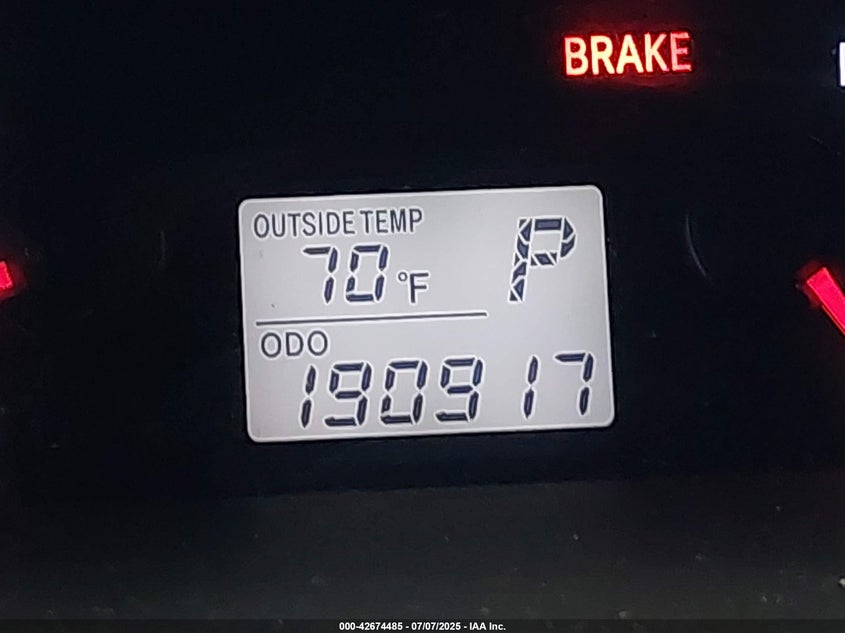 BRAKE
OUTSIDE TEMP
P
70°F
ODO
190917
000-42674485 - 07/07/2025 - IAA Inc.